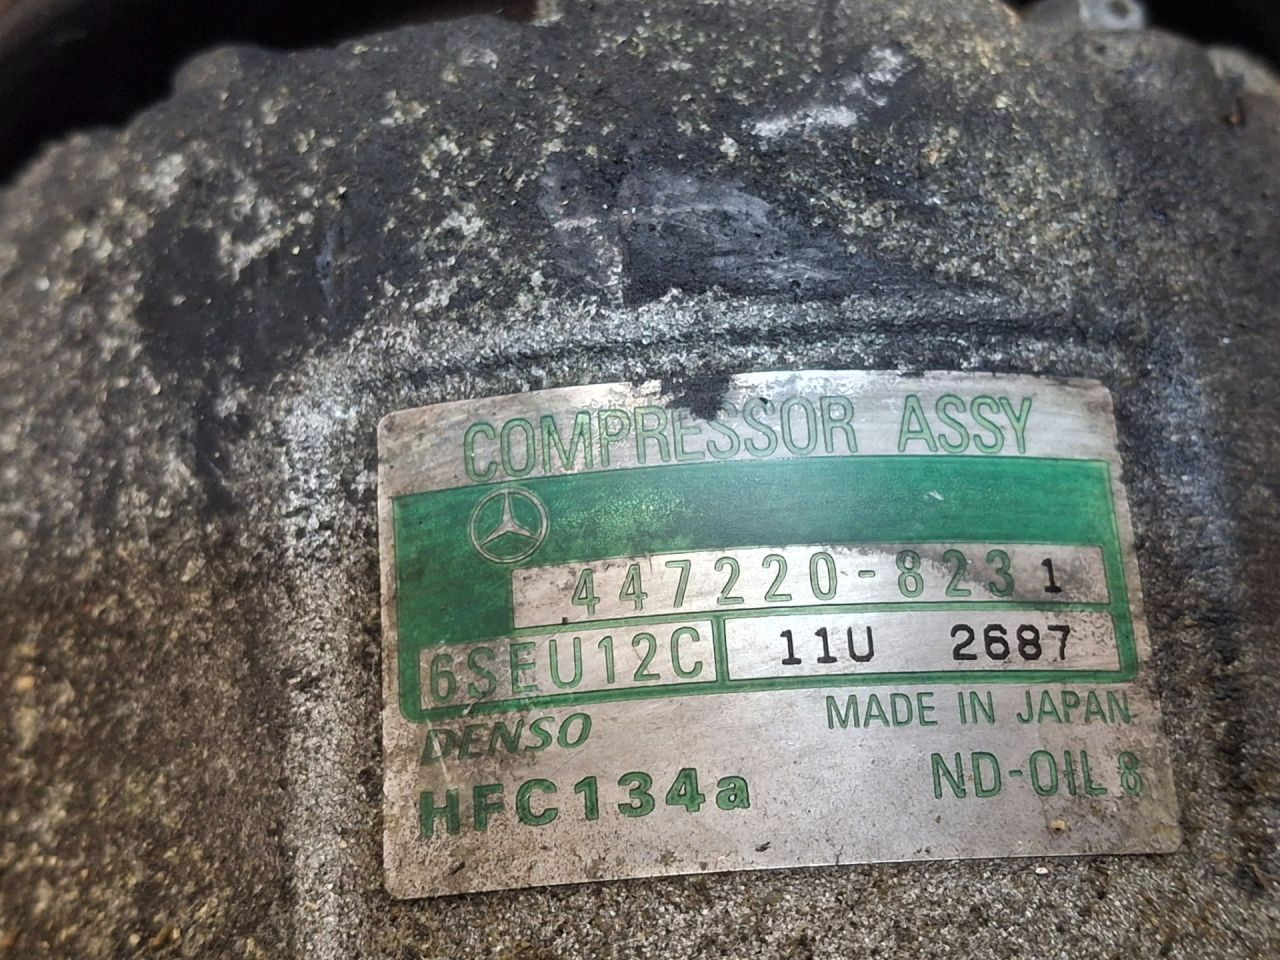 COMPRESSOR ASSY
447220-8231
6SEU12C 11U 2687
DENSO MADE IN JAPAN
HFC134a ND-OIL 8